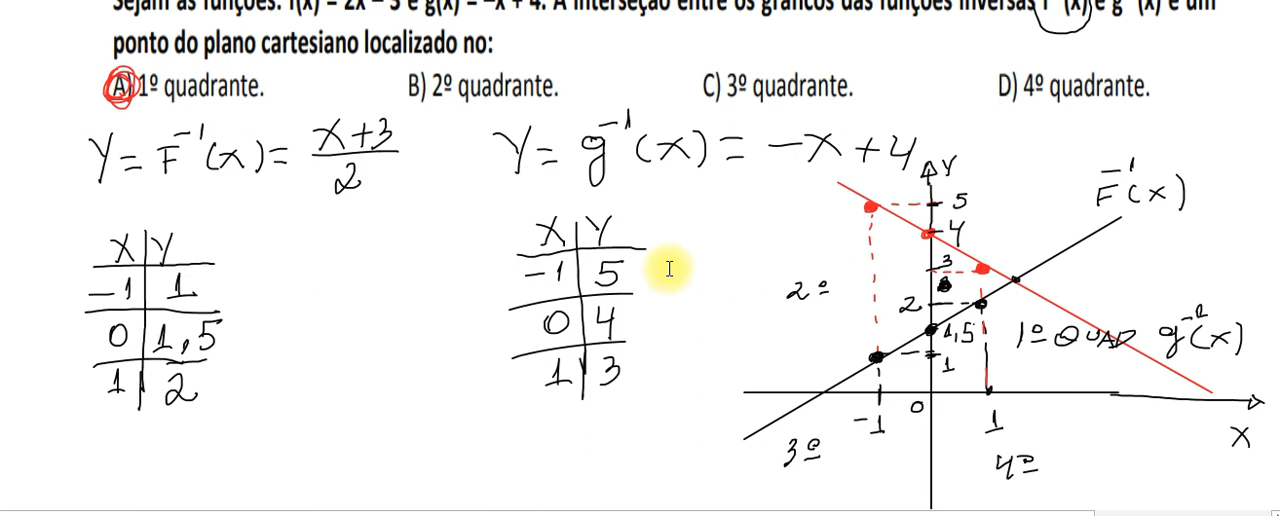 Sejam as funções: f(x) = 2x − 3 e g(x) = −x + 4. A interseção entre os gráficos das funções inversas f⁻¹(x) e g⁻¹(x) é um
ponto do plano cartesiano localizado no:
A) 1º quadrante. B) 2º quadrante. C) 3º quadrante. D) 4º quadrante.
Y = F⁻¹(x) = x+3/2
Y = g⁻¹(x) = −x + 4
X | Y
−1 | 1
0 | 1,5
1 | 2
X | Y
−1 | 5
0 | 4
1 | 3
Y
F⁻¹(x)
5
4
3
2º
2
1,5
1º QUAD g⁻¹(x)
1
0
−1
1
X
3º
4º